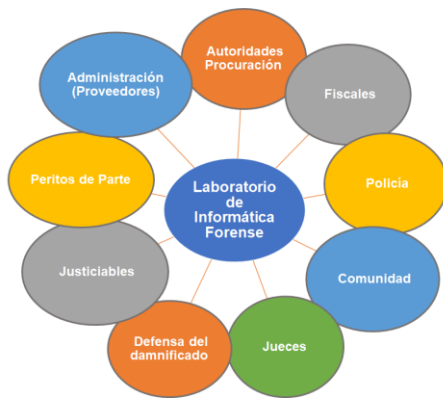 Autoridades
Procuración
Administración
(Proveedores)
Fiscales
Peritos de Parte
Laboratorio
de
Informática
Forense
Policía
Justiciables
Comunidad
Defensa del
damnificado
Jueces